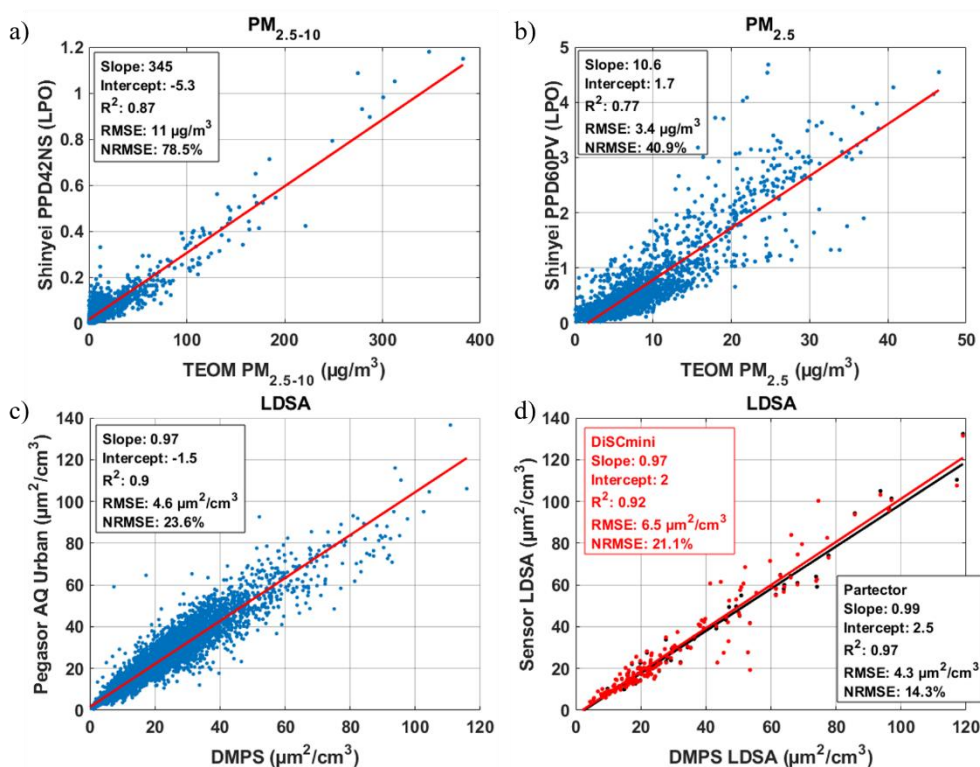 a)
PM2.5-10
Slope: 345
Intercept: -5.3
R2: 0.87
RMSE: 11 µg/m3
NRMSE: 78.5%
1.2
1
0.8
0.6
0.4
0.2
0
0
100
200
300
400
Shinyei PPD42NS (LPO)
TEOM PM2.5-10 (µg/m3)
b)
PM2.5
Slope: 10.6
Intercept: 1.7
R2: 0.77
RMSE: 3.4 µg/m3
NRMSE: 40.9%
5
4
3
2
1
0
0
10
20
30
40
50
Shinyei PPD60PV (LPO)
TEOM PM2.5 (µg/m3)
c)
LDSA
Slope: 0.97
Intercept: -1.5
R2: 0.9
RMSE: 4.6 µm2/cm3
NRMSE: 23.6%
140
120
100
80
60
40
20
0
0
20
40
60
80
100
120
Pegasor AQ Urban (µm2/cm3)
DMPS (µm2/cm3)
d)
LDSA
DiSCmini
Slope: 0.97
Intercept: 2
R2: 0.92
RMSE: 6.5 µm2/cm3
NRMSE: 21.1%
Partector
Slope: 0.99
Intercept: 2.5
R2: 0.97
RMSE: 4.3 µm2/cm3
NRMSE: 14.3%
140
120
100
80
60
40
20
0
0
20
40
60
80
100
120
Sensor LDSA (µm2/cm3)
DMPS LDSA (µm2/cm3)